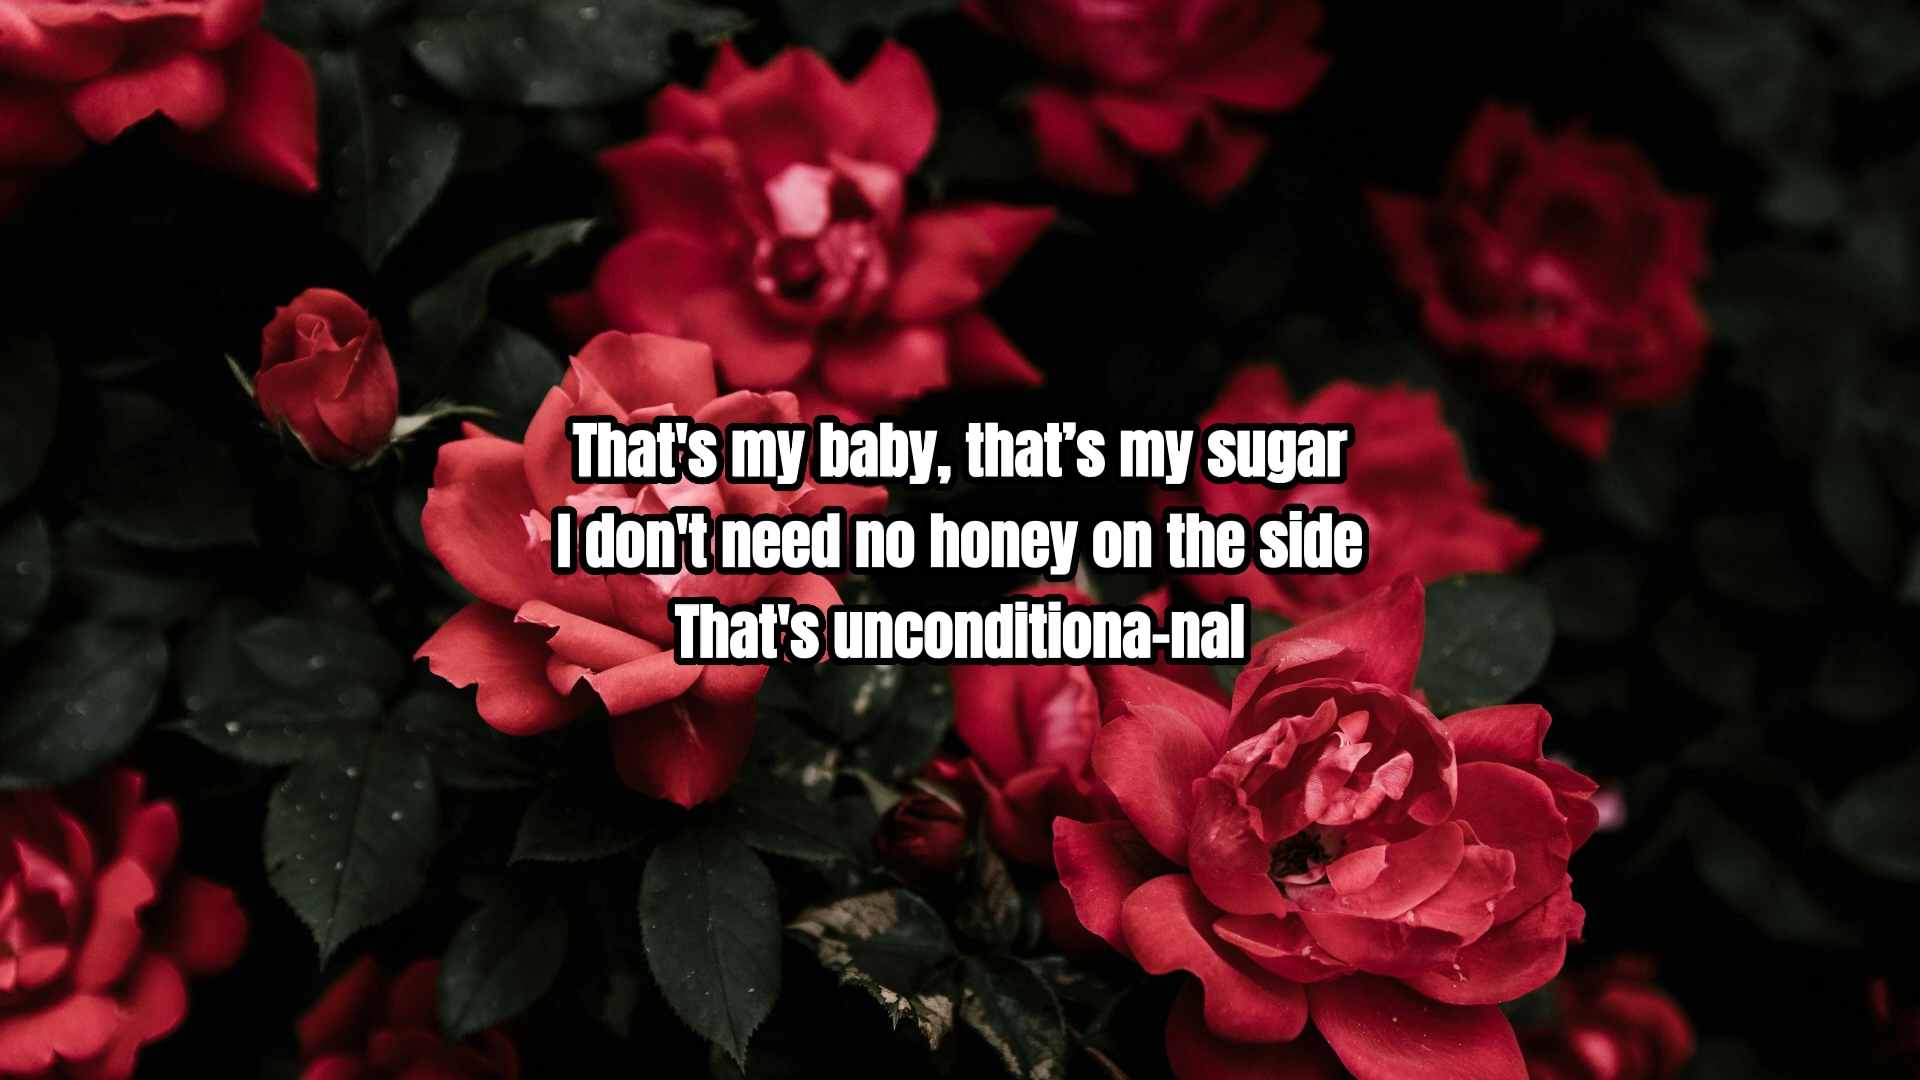 That's my baby, that’s my sugar
I don't need no honey on the side
That's unconditiona-nal